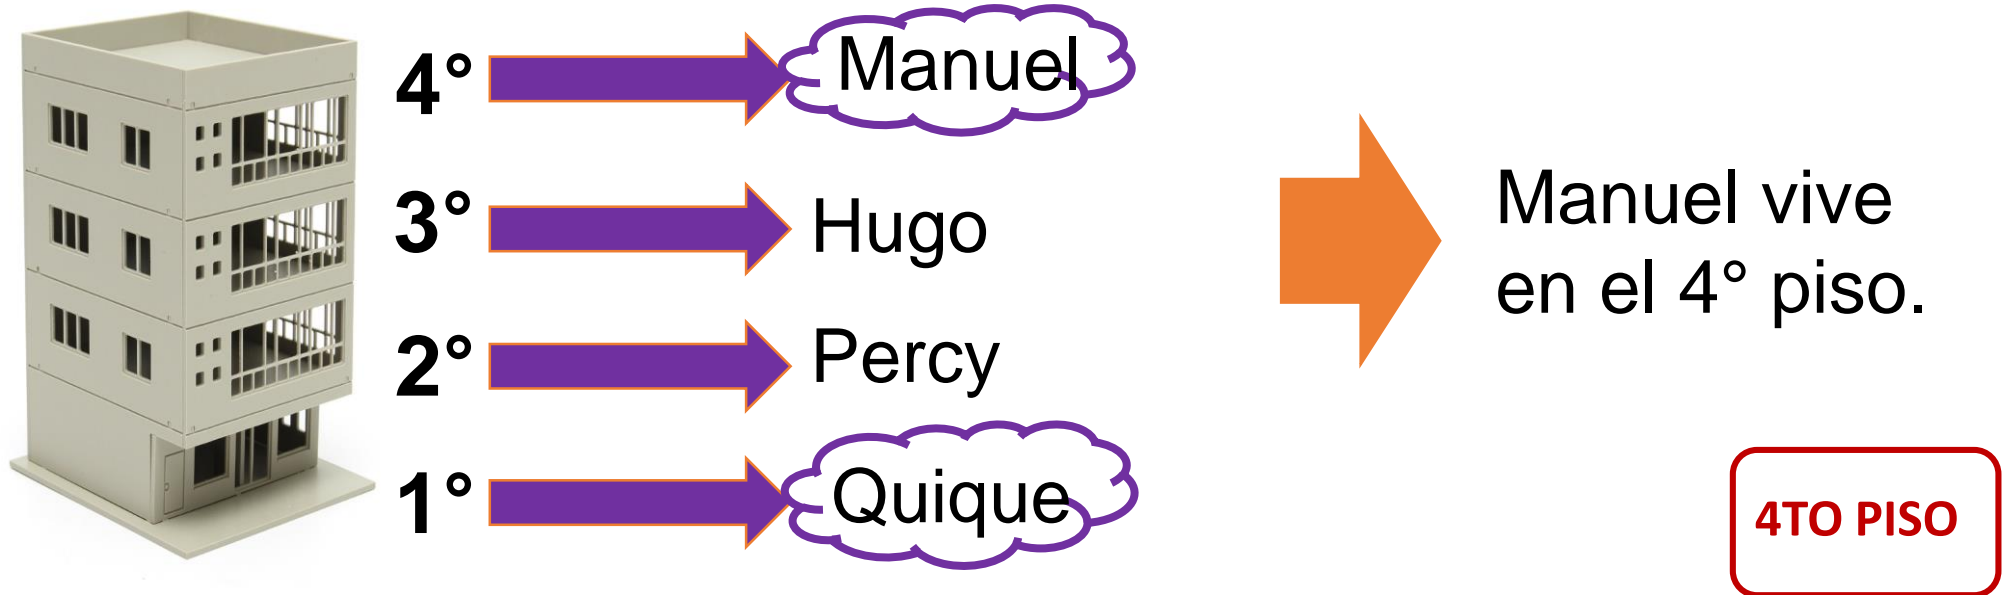 4° Manuel
3° Hugo
2° Percy
1° Quique
Manuel vive
en el 4° piso.
4TO PISO